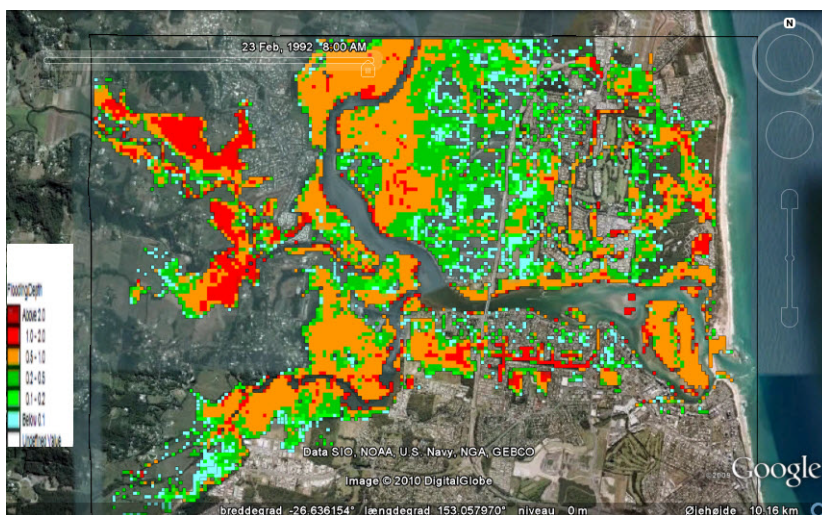 N
23 Feb, 1992 8:00 AM
FloodingDepth
Above 2.0
1.0 - 2.0
0.5 - 1.0
0.2 - 0.5
0.1 - 0.2
Below 0.1
Undefined Value
Data SIO, NOAA, U.S. Navy, NGA, GEBCO
Image © 2010 DigitalGlobe
© 2009 Google
breddegrad -26.636154° længdegrad 153.057970° niveau 0 m Øjehøjde 10.16 km